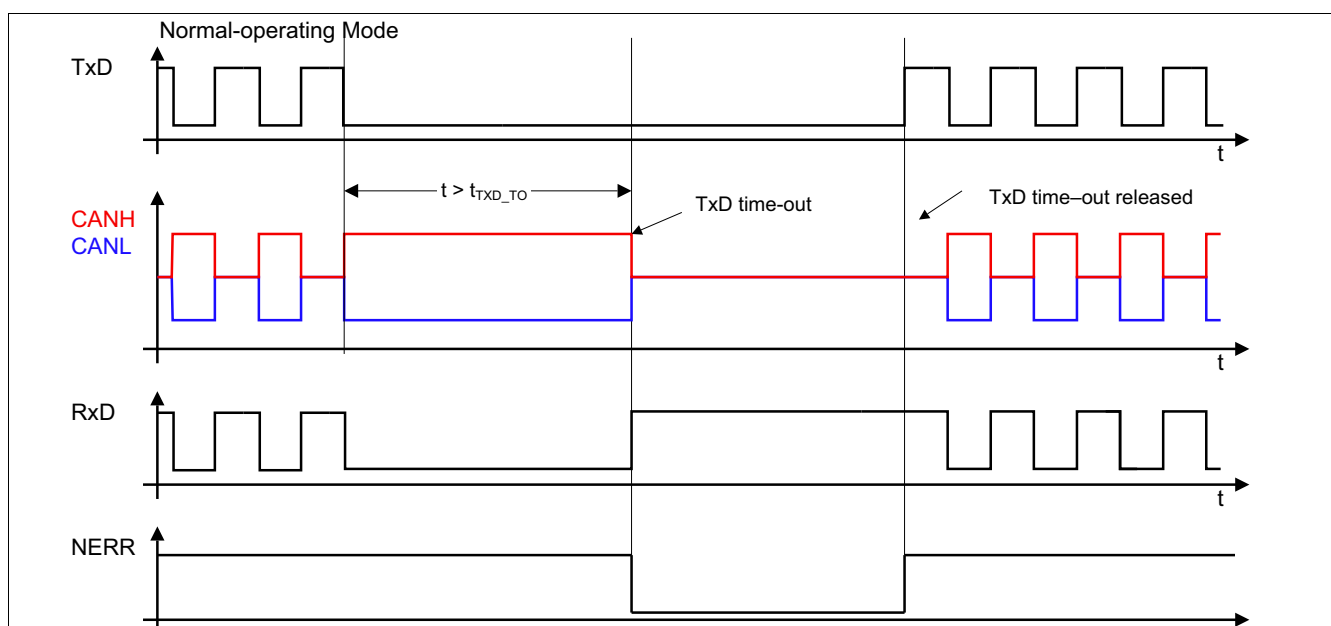 Normal-operating Mode
TxD
t
t > tTXD_TO
TxD time-out
TxD time–out released
CANH
CANL
t
RxD
t
NERR